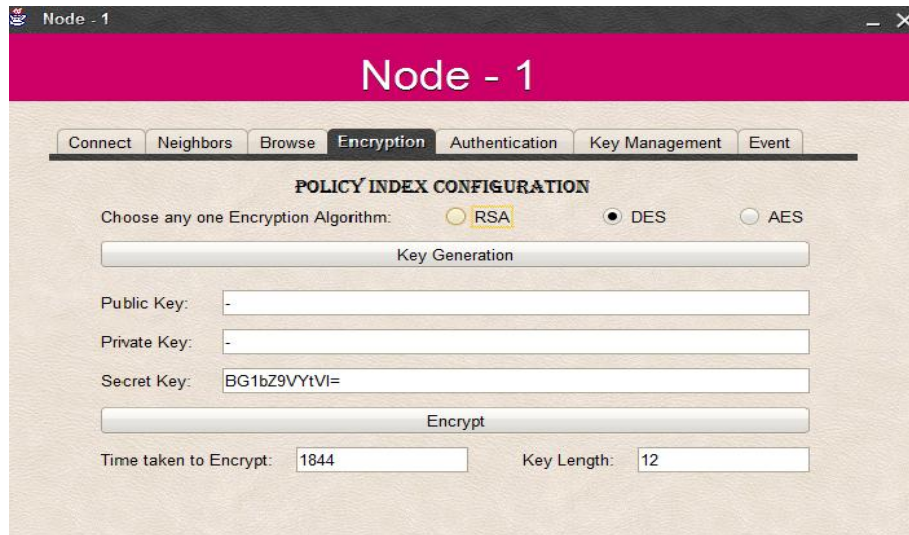 Node - 1
Node - 1
Connect Neighbors Browse Encryption Authentication Key Management Event
POLICY INDEX CONFIGURATION
Choose any one Encryption Algorithm: RSA DES AES
Key Generation
Public Key: -
Private Key: -
Secret Key: BG1bZ9VYtVI=
Encrypt
Time taken to Encrypt: 1844 Key Length: 12